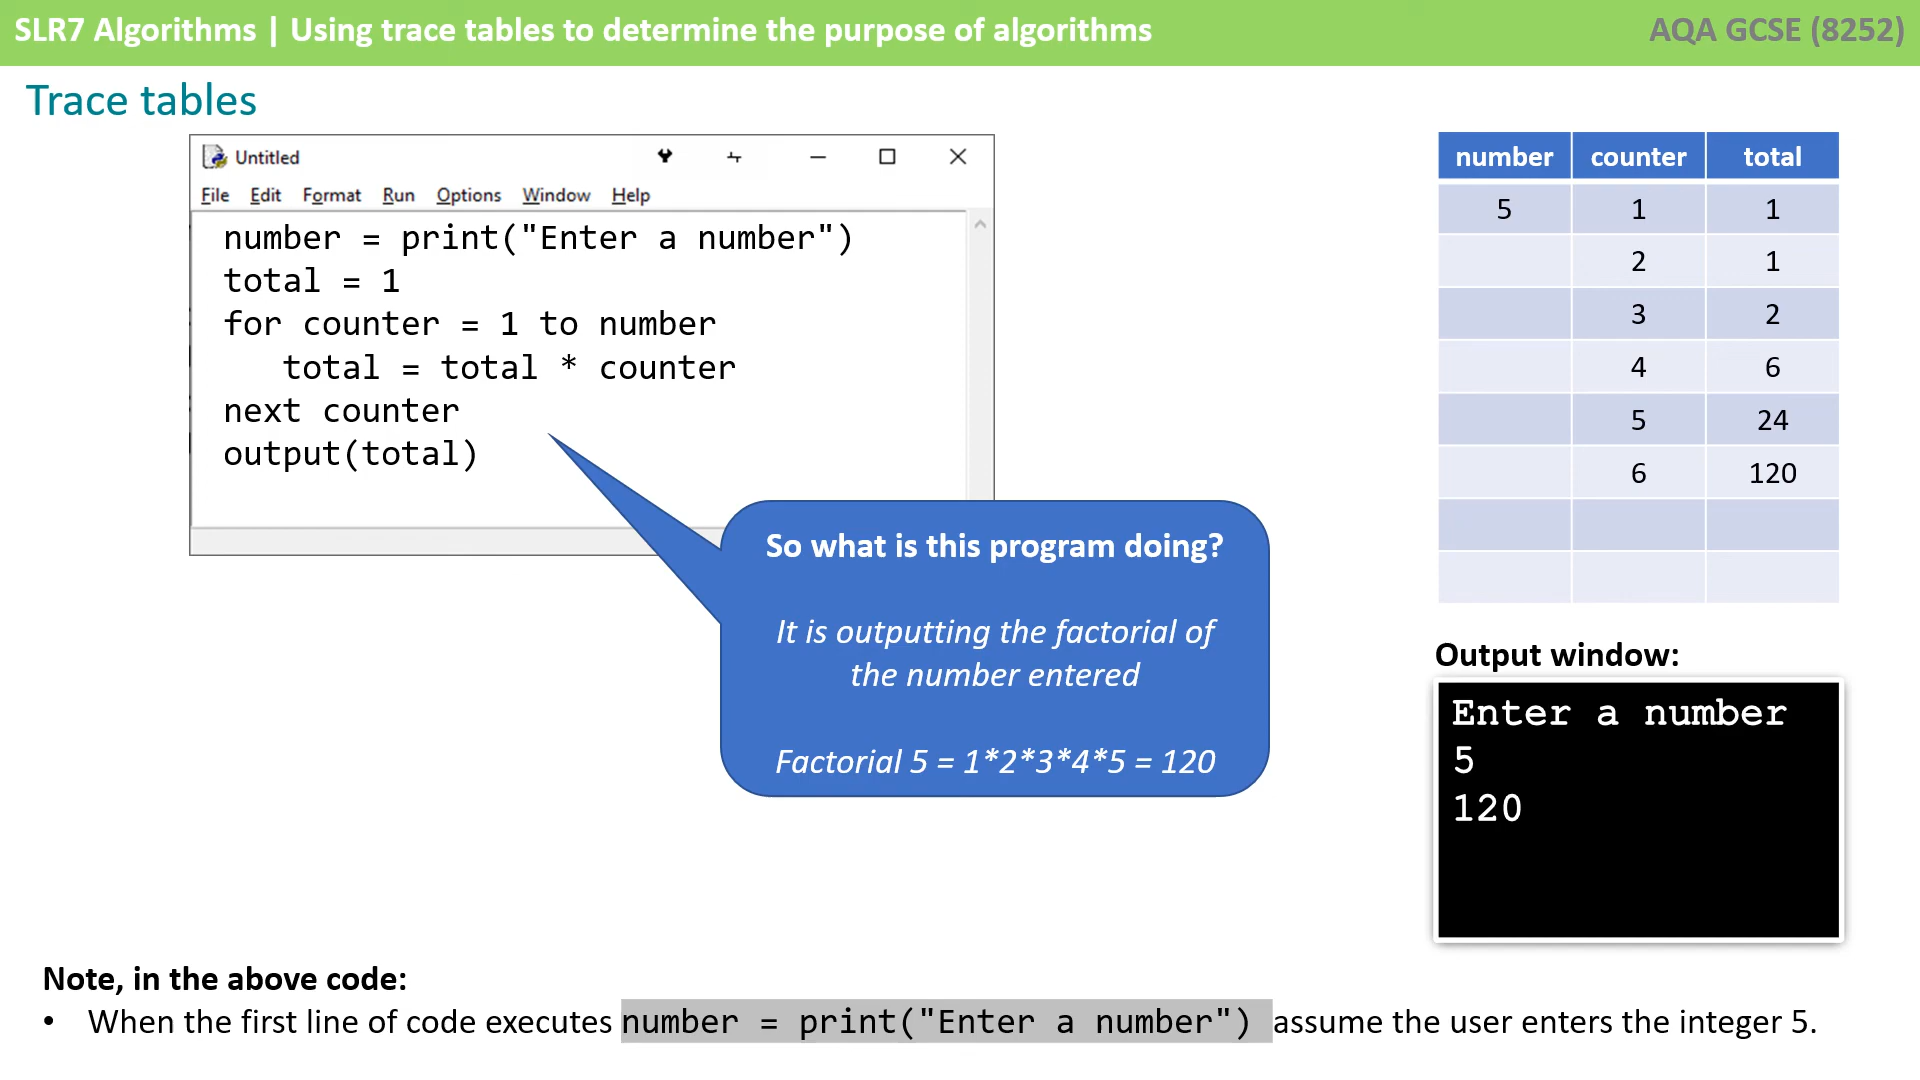 SLR7 Algorithms | Using trace tables to determine the purpose of algorithms
AQA GCSE (8252)
Trace tables
Untitled
File Edit Format Run Options Window Help
number = print("Enter a number")
total = 1
for counter = 1 to number
total = total * counter
next counter
output(total)
So what is this program doing?
It is outputting the factorial of
the number entered
Factorial 5 = 1*2*3*4*5 = 120
number counter total
5 1 1
2 1
3 2
4 6
5 24
6 120
Output window:
Enter a number
5
120
Note, in the above code:
• When the first line of code executes number = print("Enter a number") assume the user enters the integer 5.